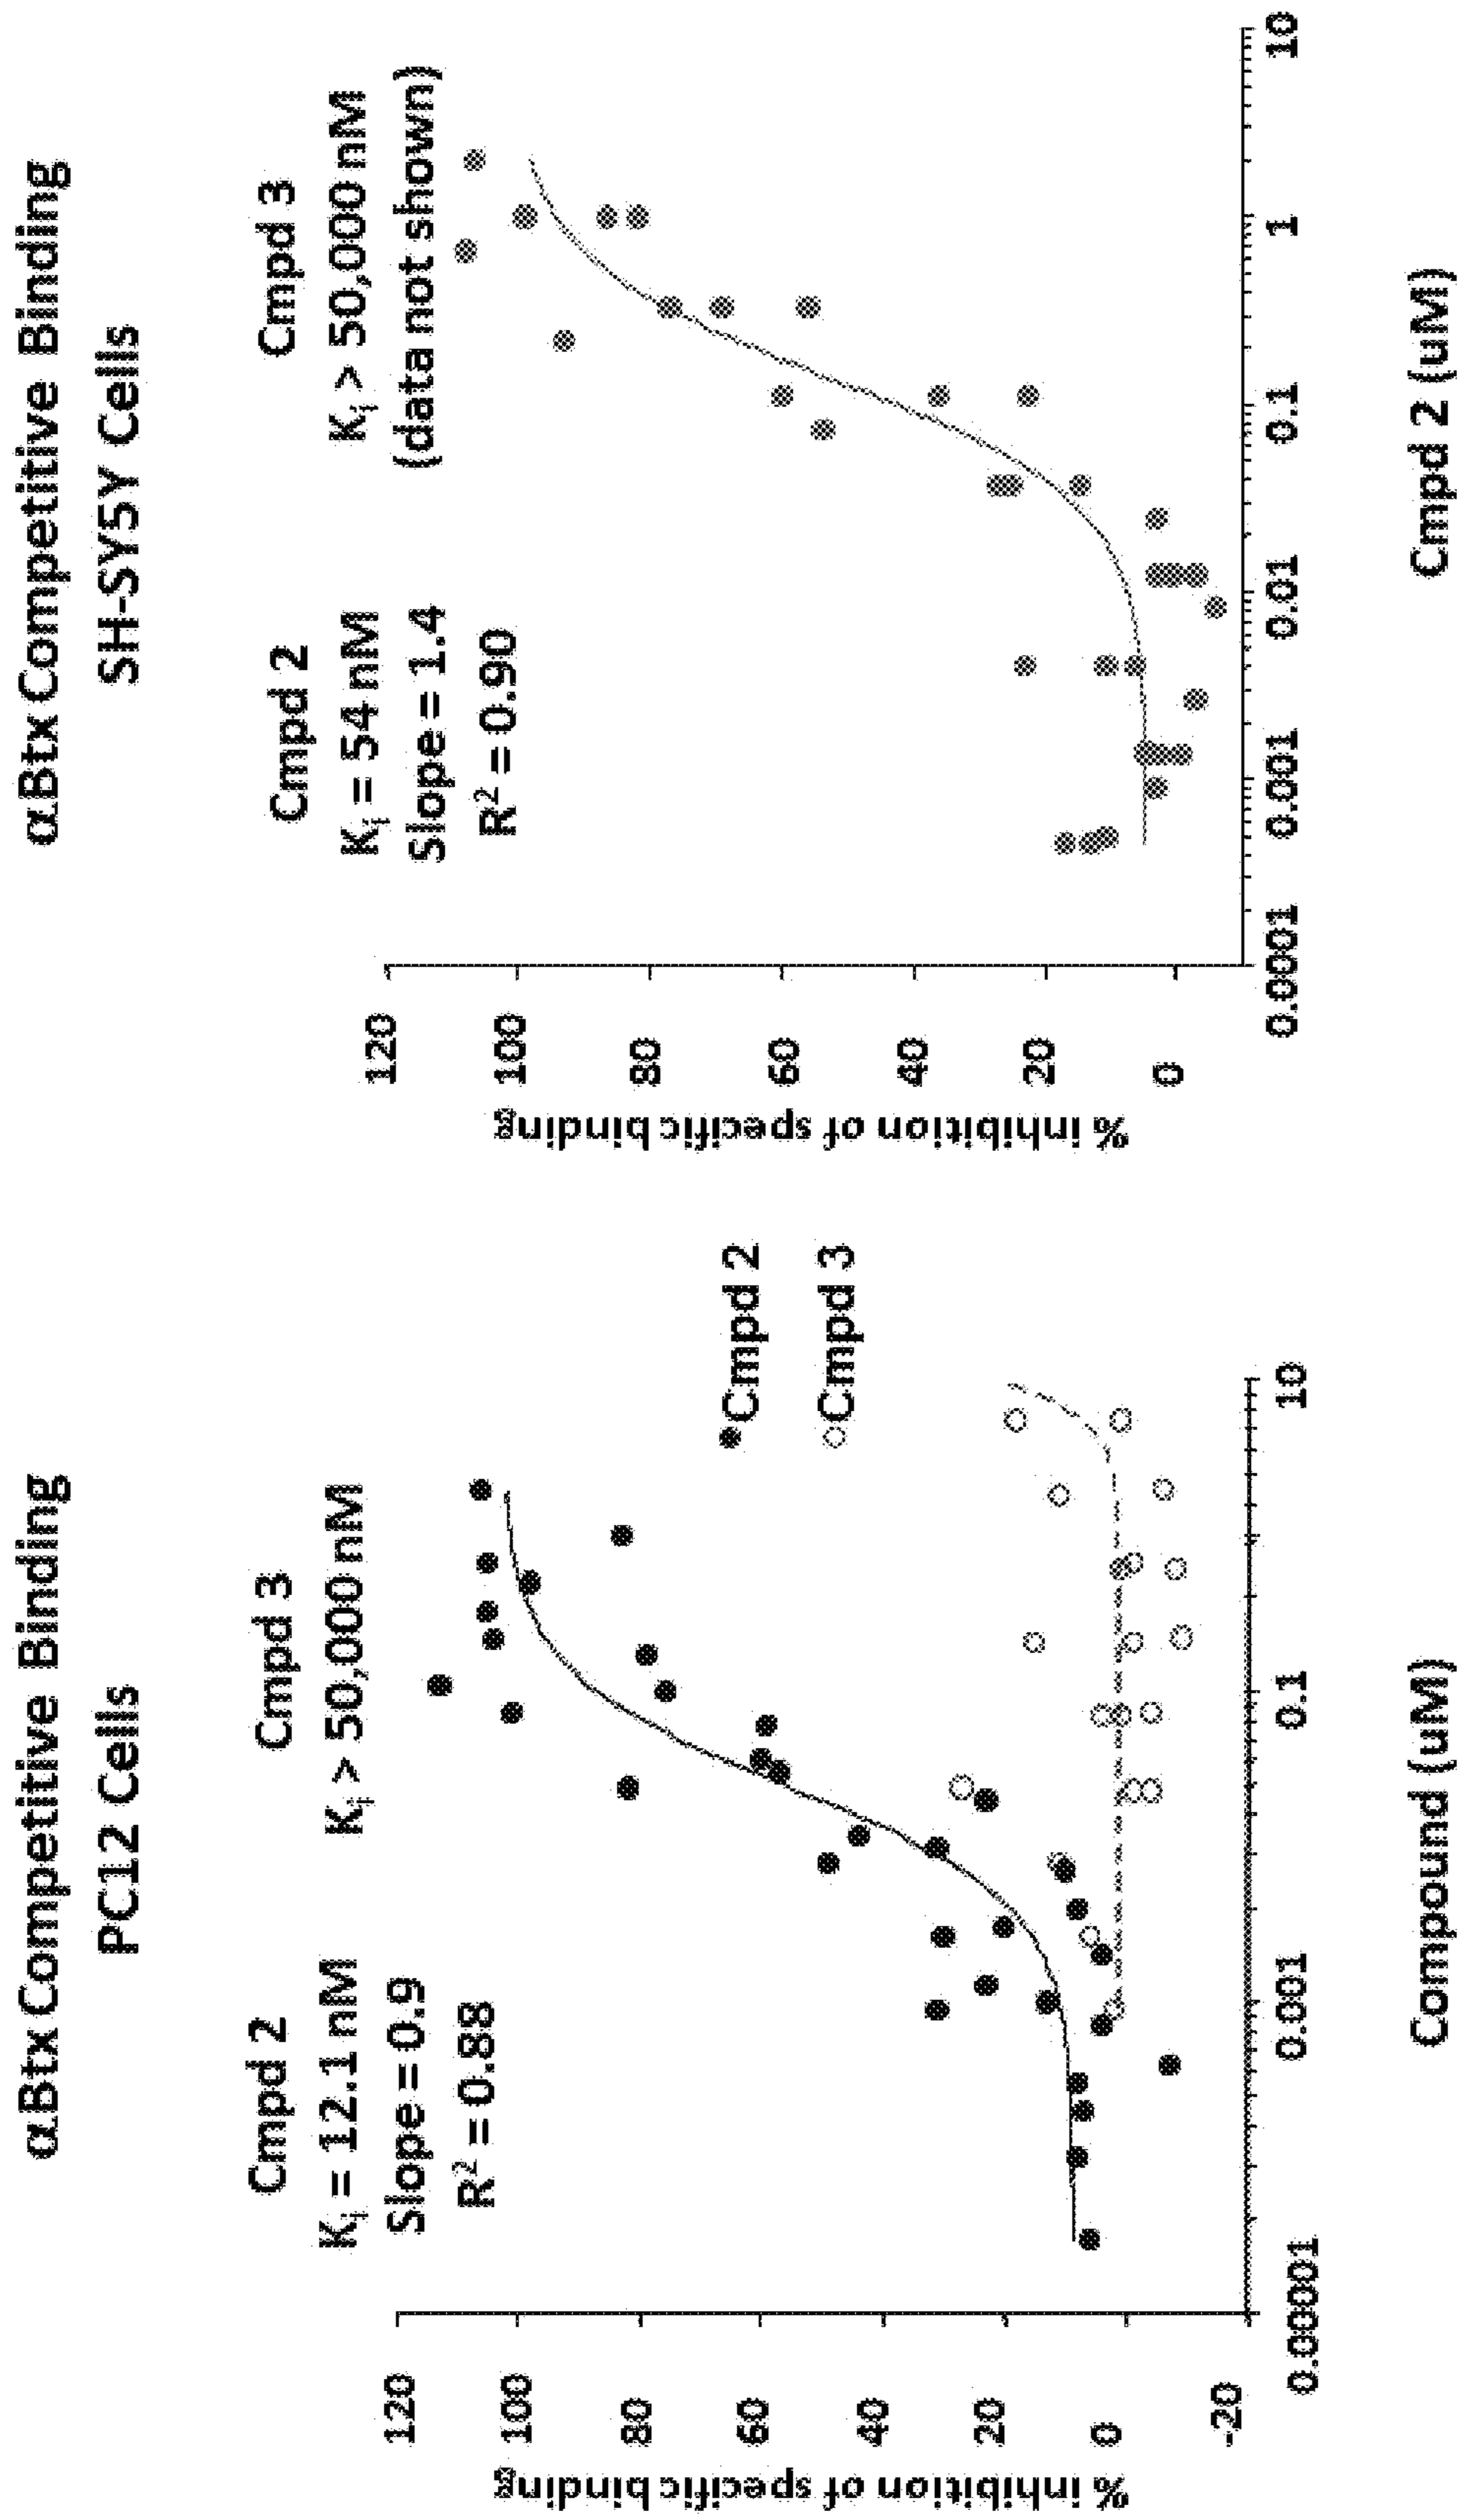 αBtx Competitive Binding
PC12 Cells
Cmpd 2
Ki = 12.1 nM
Slope = 0.9
R2 = 0.88
Cmpd 3
Ki > 50,000 nM
% inhibition of specific binding
120
100
80
60
40
20
0
-20
0.00001
0.001
0.1
10
Compound (uM)
Cmpd 2
Cmpd 3
αBtx Competitive Binding
SH-SY5Y Cells
Cmpd 2
Ki = 54 nM
Slope = 1.4
R2 = 0.90
Cmpd 3
Ki > 50,000 nM
(data not shown)
% inhibition of specific binding
120
100
80
60
40
20
0
0.0001
0.001
0.01
0.1
1
10
Cmpd 2 (uM)